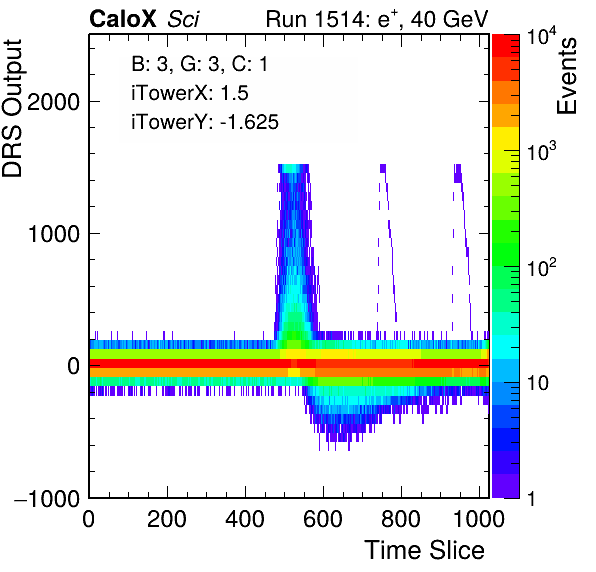 CaloX Sci
Run 1514: e⁺, 40 GeV
B: 3, G: 3, C: 1
iTowerX: 1.5
iTowerY: -1.625
DRS Output
2000
1000
0
−1000
0 200 400 600 800 1000
Time Slice
Events
10⁴
10³
10²
10
1